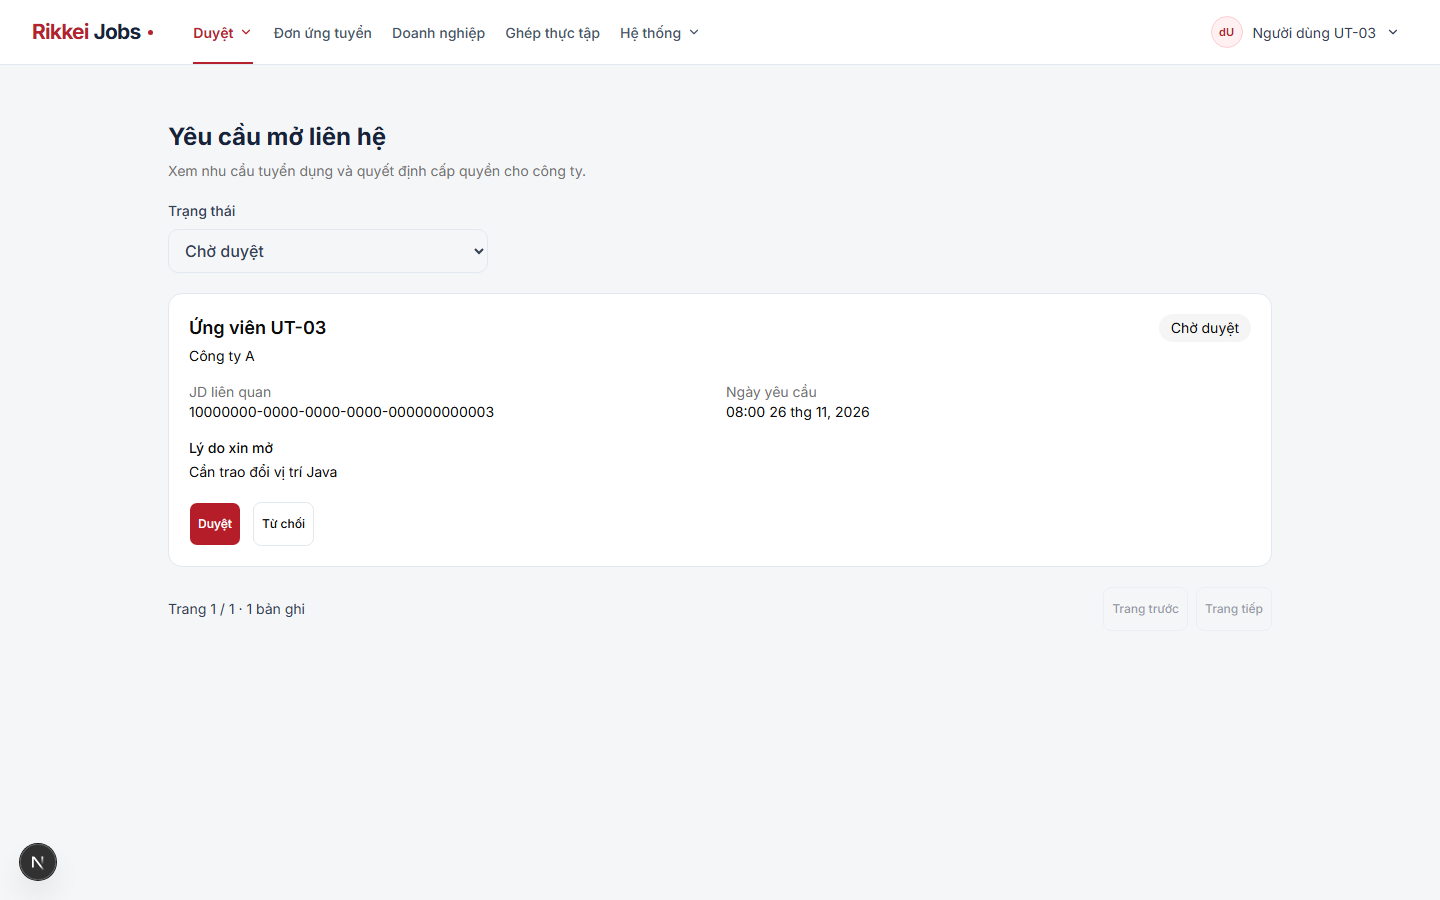 Rikkei Jobs
Duyệt
Đơn ứng tuyển
Doanh nghiệp
Ghép thực tập
Hệ thống
dU
Người dùng UT-03
Yêu cầu mở liên hệ
Xem nhu cầu tuyển dụng và quyết định cấp quyền cho công ty.
Trạng thái
Chờ duyệt
Ứng viên UT-03
Chờ duyệt
Công ty A
JD liên quan
10000000-0000-0000-0000-000000000003
Ngày yêu cầu
08:00 26 thg 11, 2026
Lý do xin mở
Cần trao đổi vị trí Java
Duyệt
Từ chối
Trang 1 / 1 · 1 bản ghi
Trang trước
Trang tiếp
N